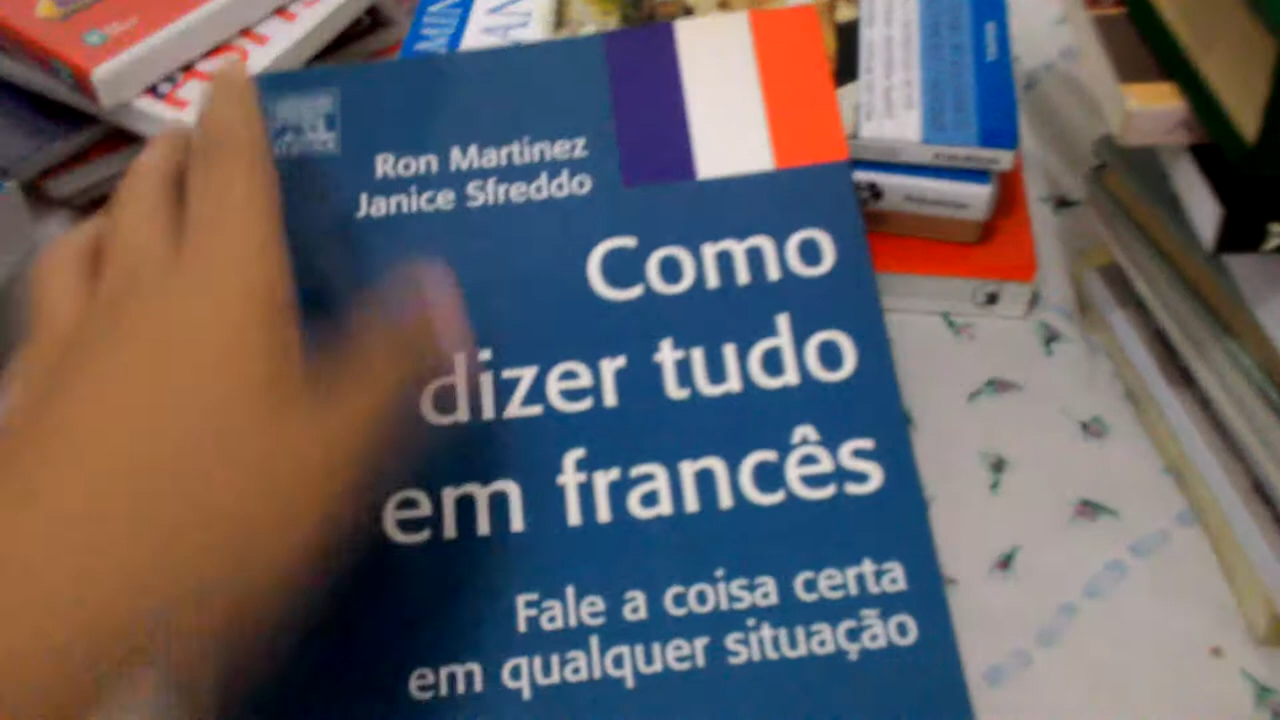 Ron Martinez
Janice Sfreddo
Como
dizer tudo
em francês
Fale a coisa certa
em qualquer situação